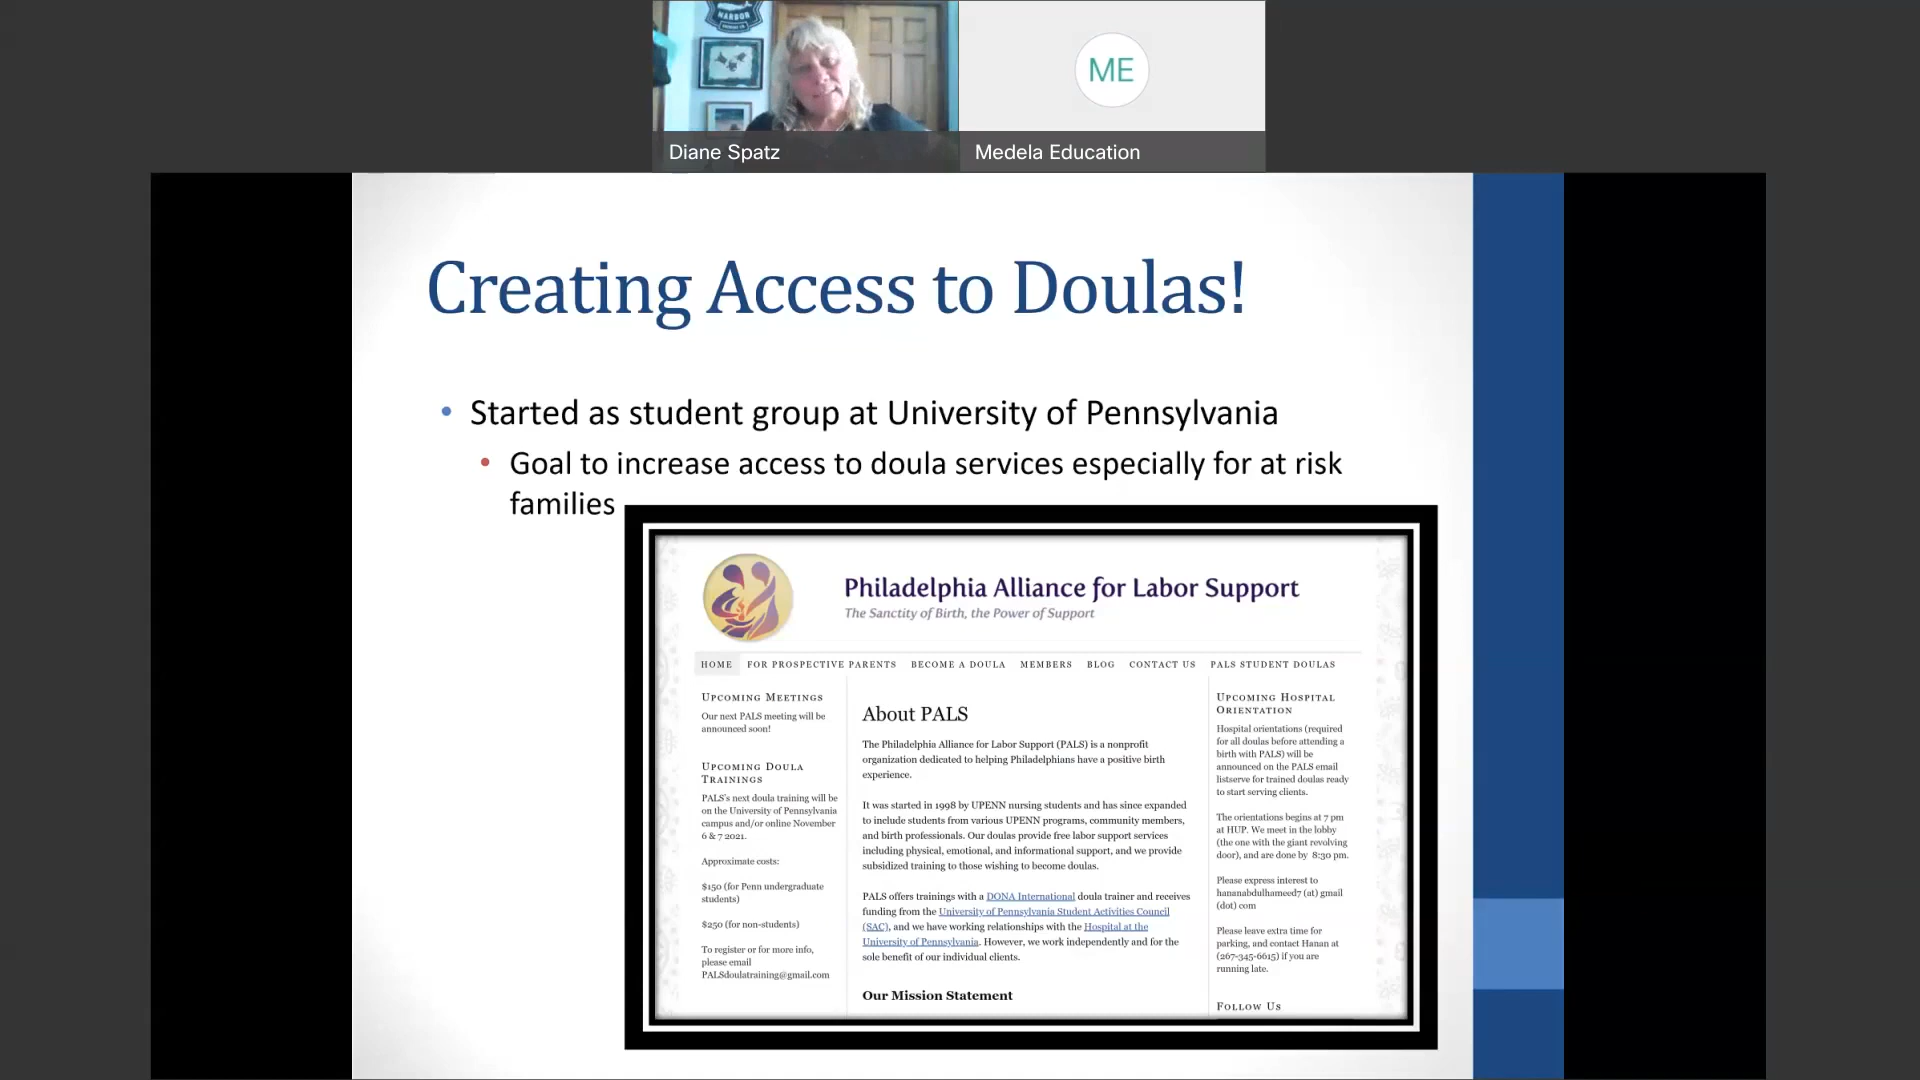 HARBOR
Diane Spatz
ME
Medela Education
Creating Access to Doulas!
• Started as student group at University of Pennsylvania
• Goal to increase access to doula services especially for at risk
families
Philadelphia Alliance for Labor Support
The Sanctity of Birth, the Power of Support
HOME FOR PROSPECTIVE PARENTS BECOME A DOULA MEMBERS BLOG CONTACT US PALS STUDENT DOULAS
UPCOMING MEETINGS
Our next PALS meeting will be
announced soon!
UPCOMING DOULA
TRAININGS
PALS's next doula training will be
on the University of Pennsylvania
campus and/or online November
6 & 7 2021.
Approximate costs:
$150 (for Penn undergraduate
students)
$250 (for non-students)
To register or for more info,
please email
PALSdoulatraining@gmail.com
About PALS
The Philadelphia Alliance for Labor Support (PALS) is a nonprofit
organization dedicated to helping Philadelphians have a positive birth
experience.
It was started in 1998 by UPENN nursing students and has since expanded
to include students from various UPENN programs, community members,
and birth professionals. Our doulas provide free labor support services
including physical, emotional, and informational support, and we provide
subsidized training to those wishing to become doulas.
PALS offers trainings with a DONA International doula trainer and receives
funding from the University of Pennsylvania Student Activities Council
(SAC), and we have working relationships with the Hospital at the
University of Pennsylvania. However, we work independently and for the
sole benefit of our individual clients.
Our Mission Statement
UPCOMING HOSPITAL
ORIENTATION
Hospital orientations (required
for all doulas before attending a
birth with PALS) will be
announced on the PALS email
listserve for trained doulas ready
to start serving clients.
The orientations begins at 7 pm
at HUP. We meet in the lobby
(the one with the giant revolving
door), and are done by 8:30 pm.
Please express interest to
hananabdulhameed7 (at) gmail
(dot) com
Please leave extra time for
parking, and contact Hanan at
(267-345-6615) if you are
running late.
FOLLOW US